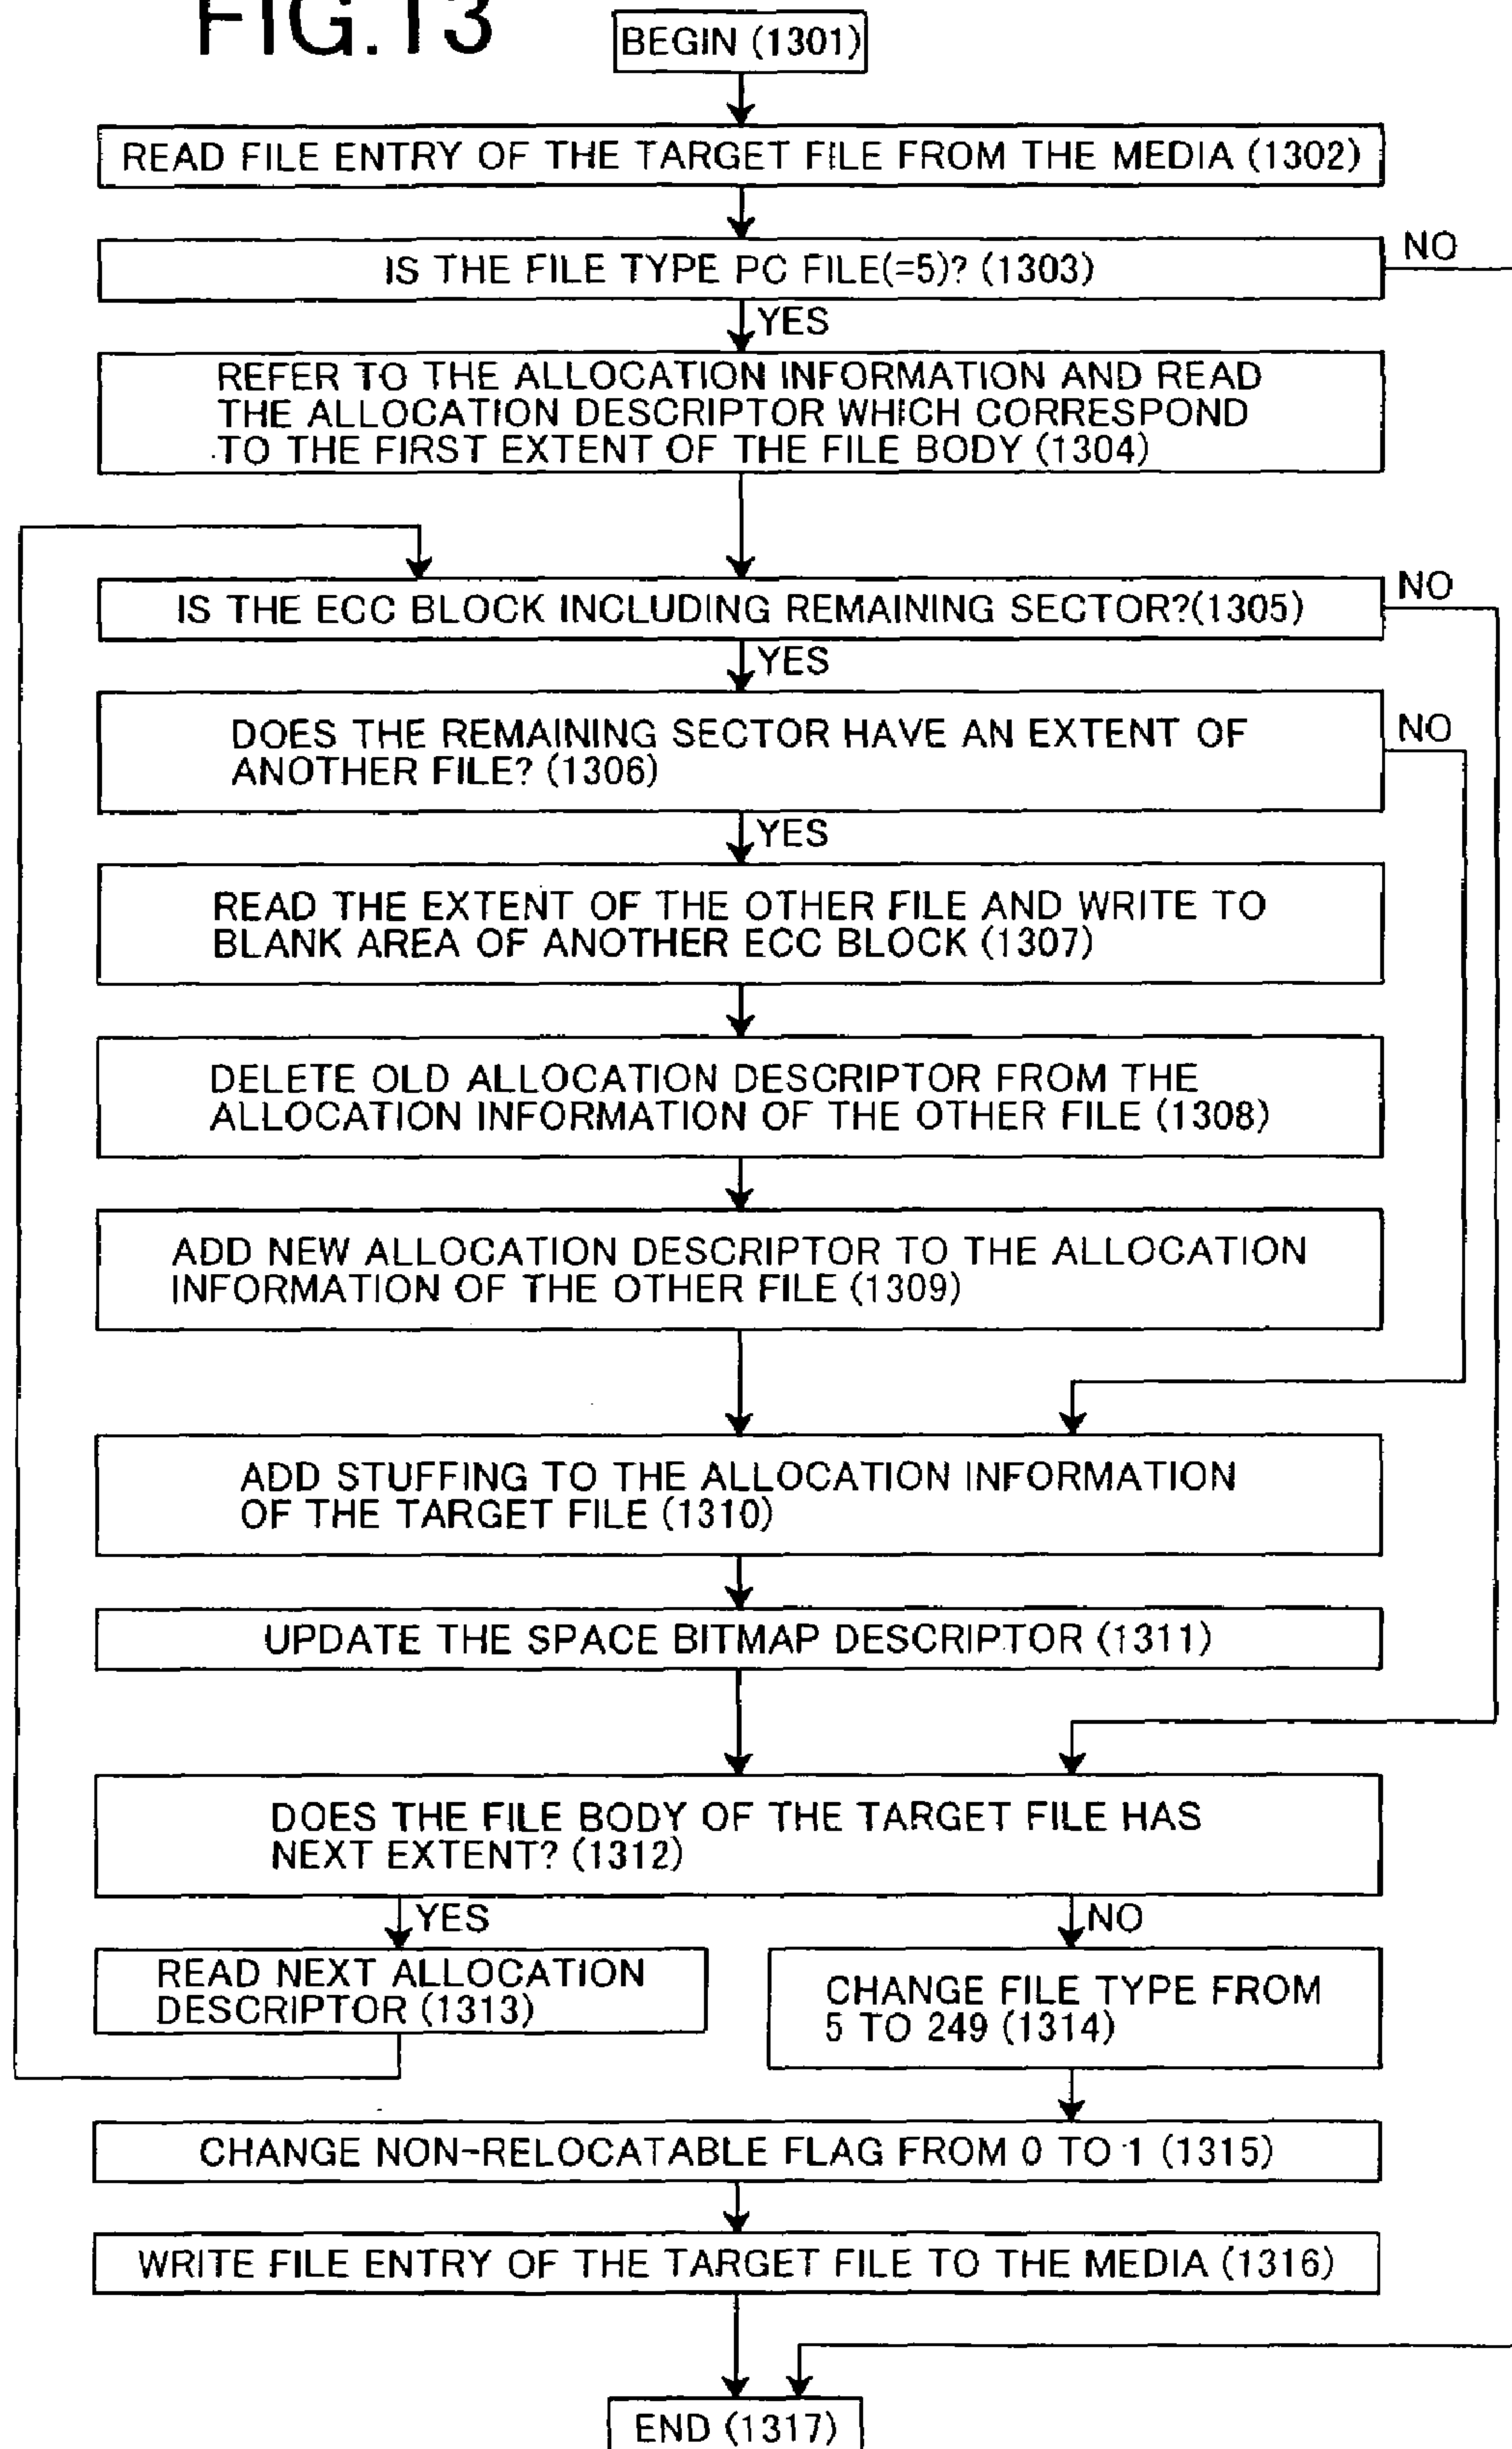 FIG.13
BEGIN (1301)
READ FILE ENTRY OF THE TARGET FILE FROM THE MEDIA (1302)
IS THE FILE TYPE PC FILE(=5)? (1303)
NO
YES
REFER TO THE ALLOCATION INFORMATION AND READ
THE ALLOCATION DESCRIPTOR WHICH CORRESPOND
TO THE FIRST EXTENT OF THE FILE BODY (1304)
IS THE ECC BLOCK INCLUDING REMAINING SECTOR?(1305)
NO
YES
DOES THE REMAINING SECTOR HAVE AN EXTENT OF
ANOTHER FILE? (1306)
NO
YES
READ THE EXTENT OF THE OTHER FILE AND WRITE TO
BLANK AREA OF ANOTHER ECC BLOCK (1307)
DELETE OLD ALLOCATION DESCRIPTOR FROM THE
ALLOCATION INFORMATION OF THE OTHER FILE (1308)
ADD NEW ALLOCATION DESCRIPTOR TO THE ALLOCATION
INFORMATION OF THE OTHER FILE (1309)
ADD STUFFING TO THE ALLOCATION INFORMATION
OF THE TARGET FILE (1310)
UPDATE THE SPACE BITMAP DESCRIPTOR (1311)
DOES THE FILE BODY OF THE TARGET FILE HAS
NEXT EXTENT? (1312)
YES
NO
READ NEXT ALLOCATION
DESCRIPTOR (1313)
CHANGE FILE TYPE FROM
5 TO 249 (1314)
CHANGE NON-RELOCATABLE FLAG FROM 0 TO 1 (1315)
WRITE FILE ENTRY OF THE TARGET FILE TO THE MEDIA (1316)
END (1317)